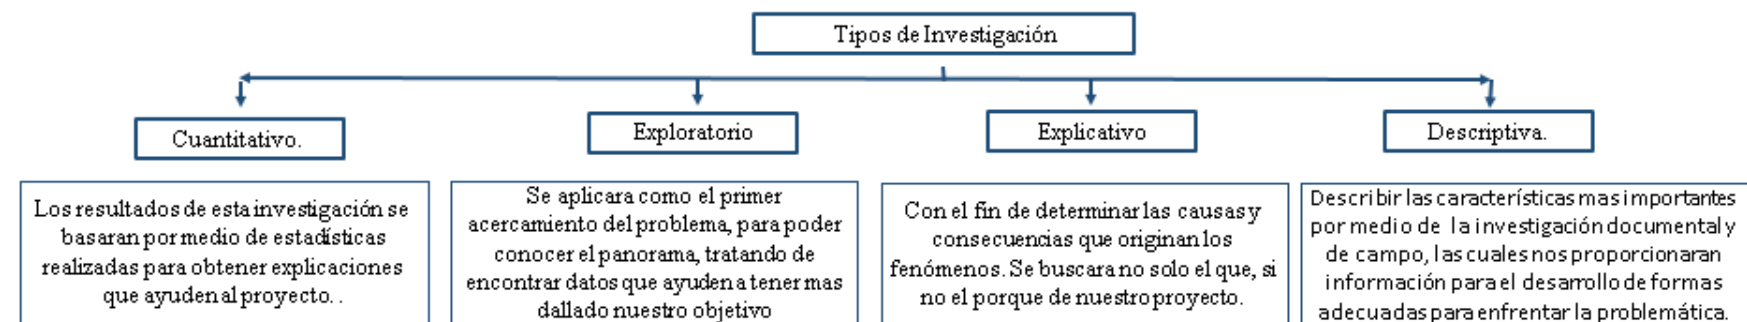 Tipos de Investigación
Cuantitativo.
Exploratorio
Explicativo
Descriptiva.
Los resultados de esta investigación se
basaran por medio de estadísticas
realizadas para obtener explicaciones
que ayuden al proyecto. .
Se aplicara como el primer
acercamiento del problema, para poder
conocer el panorama, tratando de
encontrar datos que ayuden a tener mas
dallado nuestro objetivo
Con el fin de determinar las causas y
consecuencias que originan los
fenómenos. Se buscara no solo el que, si
no el porque de nuestro proyecto.
Describir las características mas importantes
por medio de la investigación documental y
de campo, las cuales nos proporcionaran
información para el desarrollo de formas
adecuadas para enfrentar la problemática.